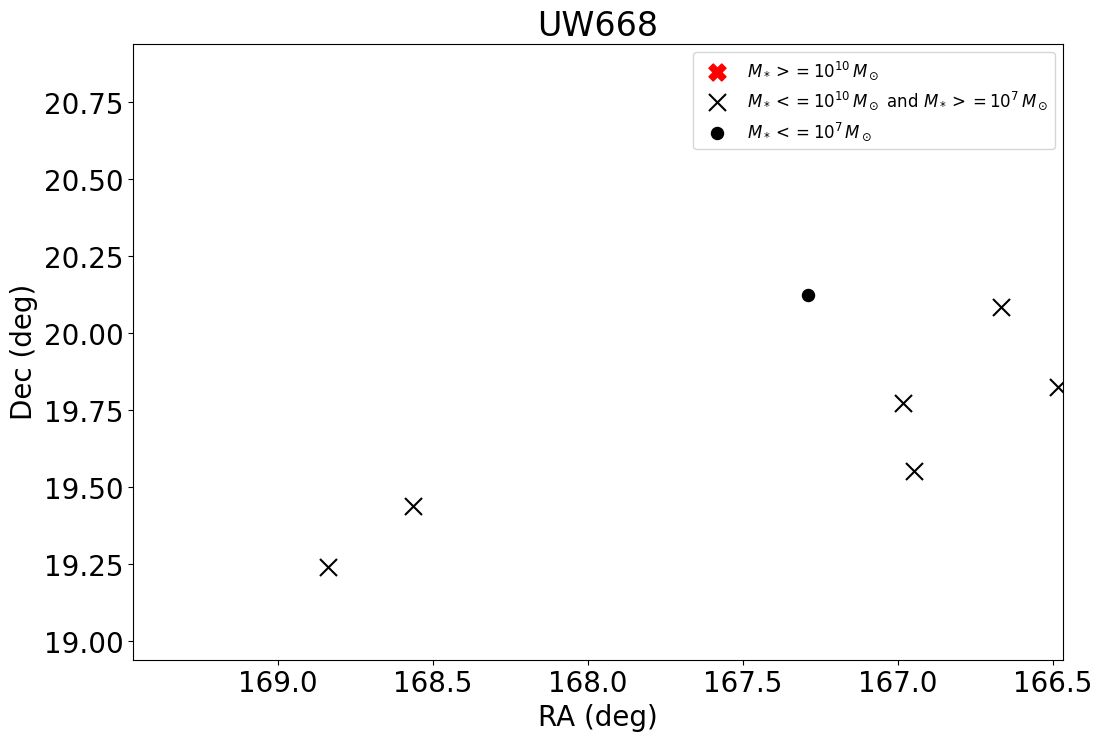 UW668
M* >= 10^10 M⊙
M* <= 10^10 M⊙ and M* >= 10^7 M⊙
M* <= 10^7 M⊙
20.75
20.50
20.25
20.00
19.75
19.50
19.25
19.00
Dec (deg)
169.0 168.5 168.0 167.5 167.0 166.5
RA (deg)